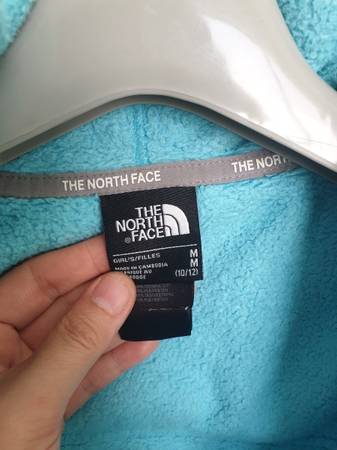 THE NORTH FACE
THE NORTH FACE
THE
NORTH
FACE
GIRL'S/FILLES M
M
MADE IN CAMBODIA
(10/12)